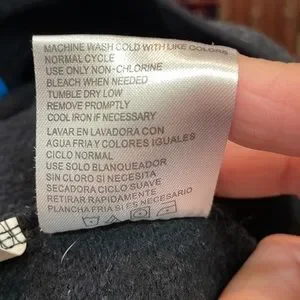 MACHINE WASH COLD WITH LIKE COLORS
NORMAL CYCLE
USE ONLY NON-CHLORINE
BLEACH WHEN NEEDED
TUMBLE DRY LOW
REMOVE PROMPTLY
COOL IRON IF NECESSARY
LAVAR EN LAVADORA CON
AGUA FRIA Y COLORES IGUALES
CICLO NORMAL
USE SOLO BLANQUEADOR
SIN CLORO SI NECESITA
SECADORA CICLO SUAVE
RETIRAR RAPIDAMENTE
PLANCHA FRIA SI ES NECESARIO